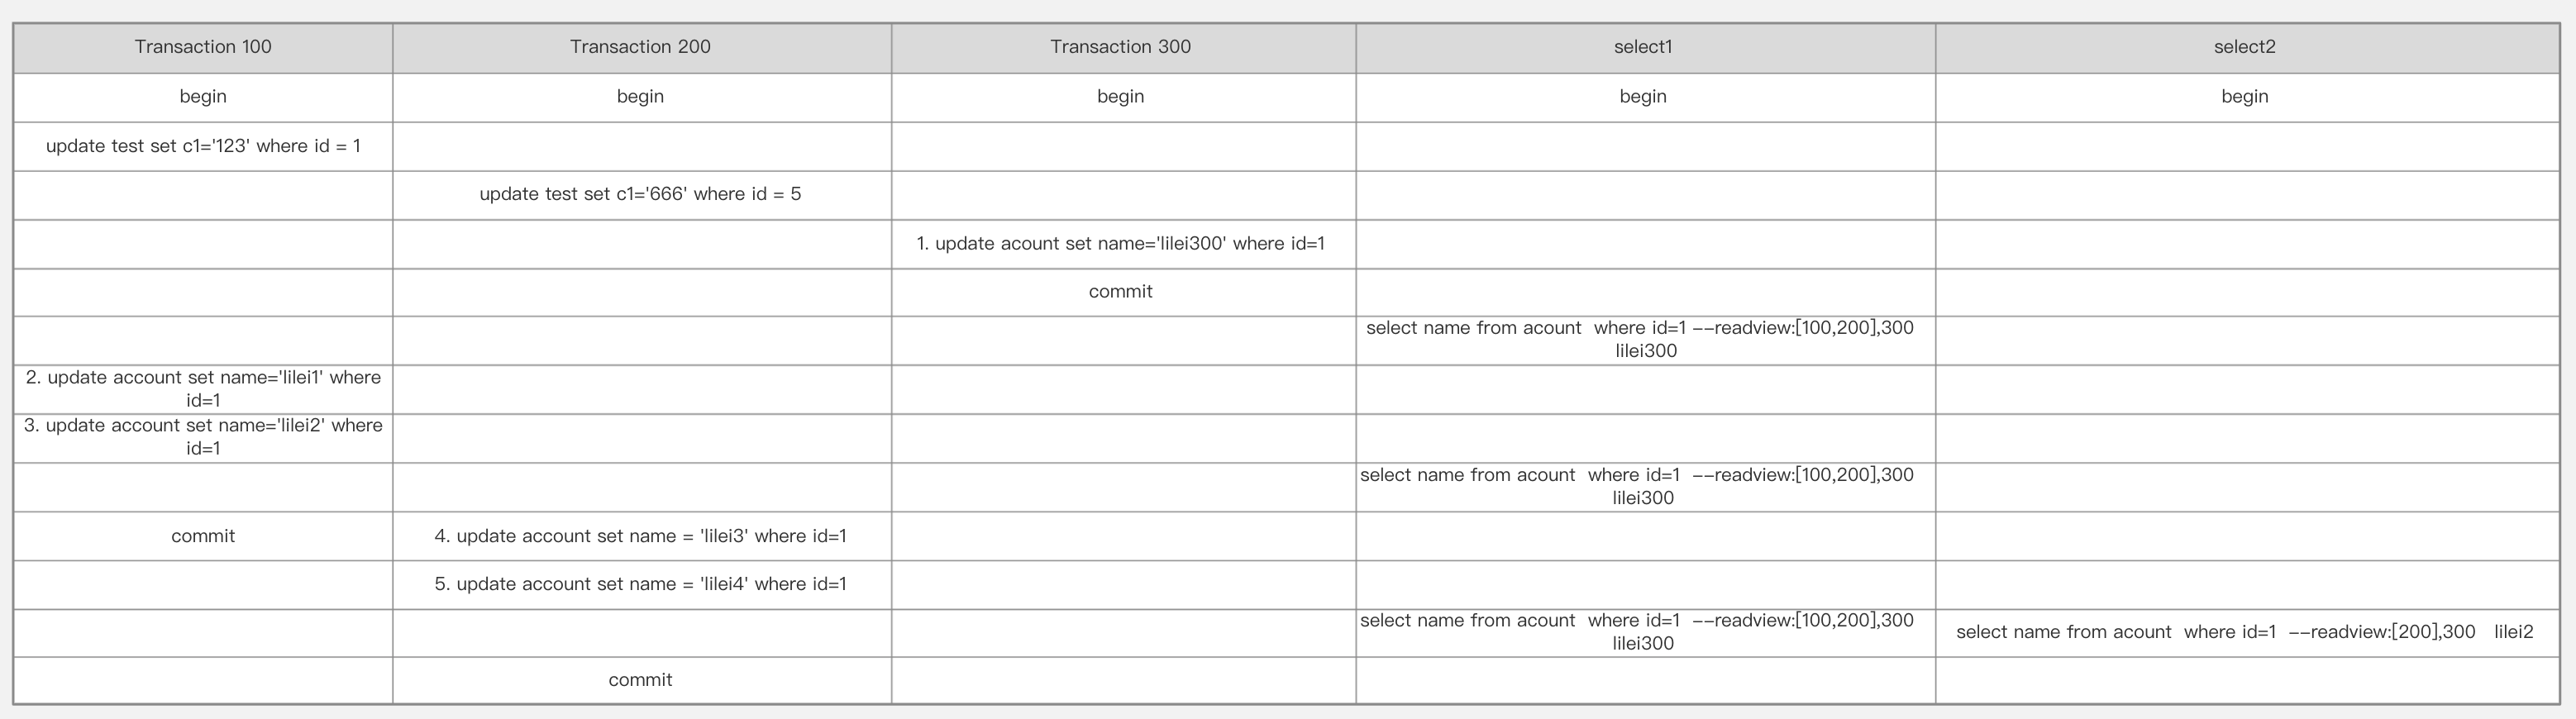 Transaction 100
Transaction 200
Transaction 300
select1
select2
begin
begin
begin
begin
begin
update test set c1='123' where id = 1
update test set c1='666' where id = 5
1. update acount set name='lilei300' where id=1
commit
select name from acount  where id=1 --readview:[100,200],300
lilei300
2. update account set name='lilei1' where
id=1
3. update account set name='lilei2' where
id=1
select name from acount  where id=1  --readview:[100,200],300
lilei300
commit
4. update account set name = 'lilei3' where id=1
5. update account set name = 'lilei4' where id=1
select name from acount  where id=1  --readview:[100,200],300
lilei300
select name from acount  where id=1  --readview:[200],300   lilei2
commit